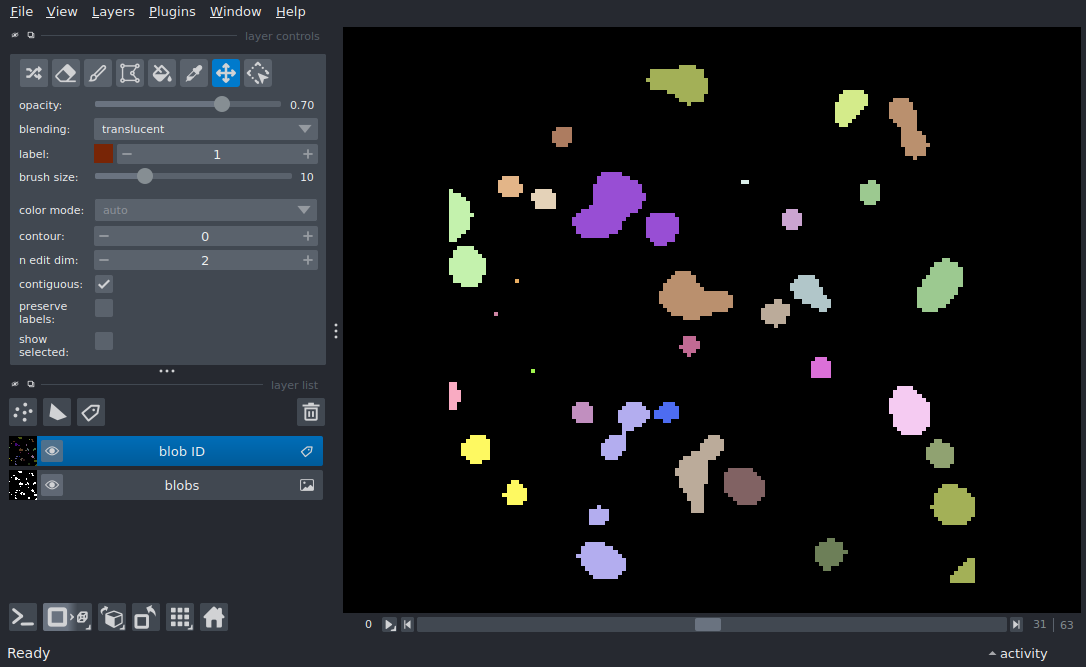 File View Layers Plugins Window Help
layer controls
opacity: 0.70
blending: translucent
label: 1
brush size: 10
color mode: auto
contour: 0
n edit dim: 2
contiguous:
preserve
labels:
show
selected:
layer list
blob ID
blobs
0 31 | 63
Ready activity